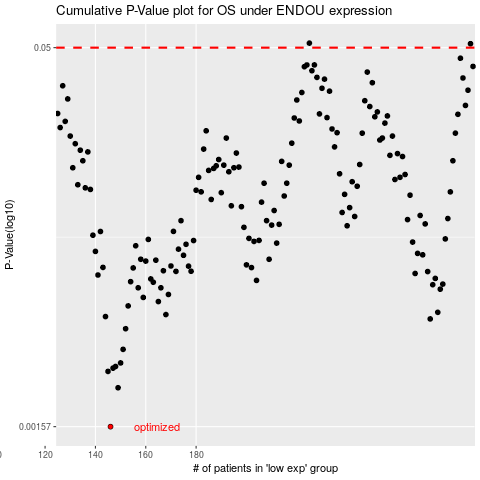 Cumulative P-Value plot for OS under ENDOU expression
0.05
P-Value(log10)
0.00157
optimized
0 120 140 160 180
# of patients in 'low exp' group